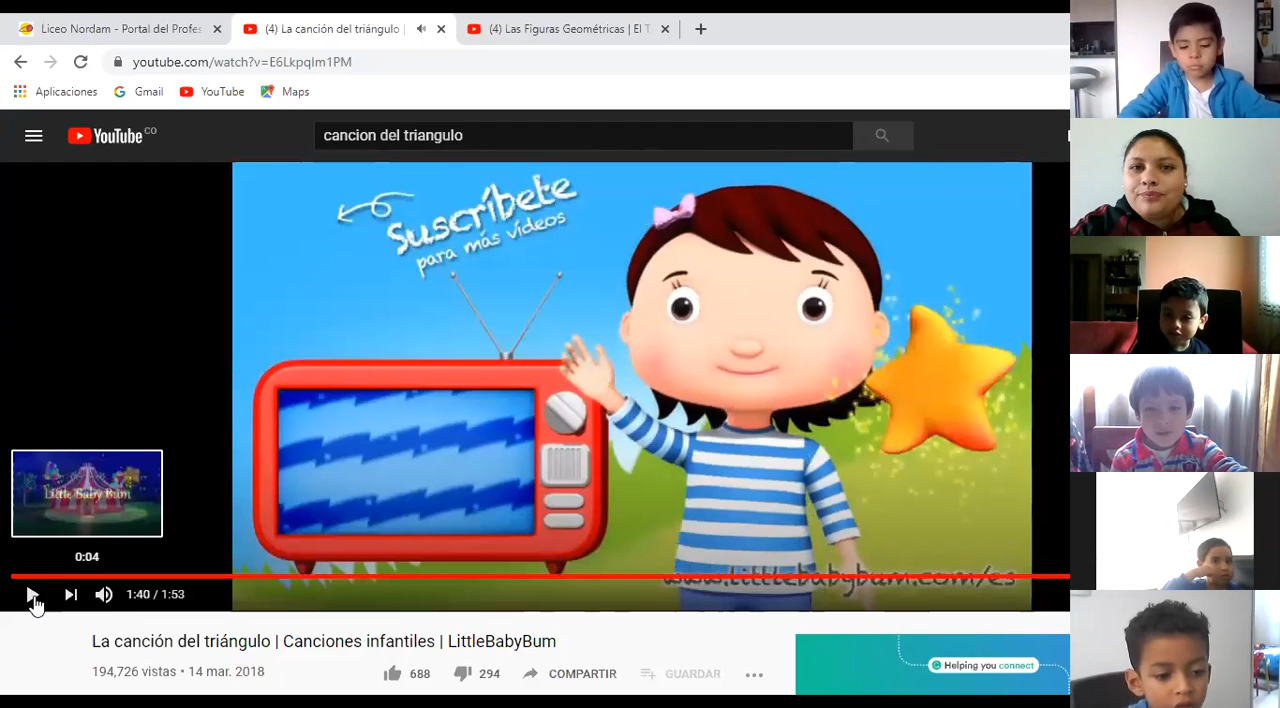 Liceo Nordam - Portal del Profes
(4) La canción del triángulo |
(4) Las Figuras Geométricas | El T
youtube.com/watch?v=E6LkpqIm1PM
Aplicaciones
Gmail
YouTube
Maps
YouTube CO
cancion del triangulo
Suscríbete
para más vídeos
Little Baby Bum
0:04
www.littlebabybum.com/es
1:40 / 1:53
La canción del triángulo | Canciones infantiles | LittleBabyBum
194,726 vistas • 14 mar. 2018
688
294
COMPARTIR
GUARDAR
Helping you connect